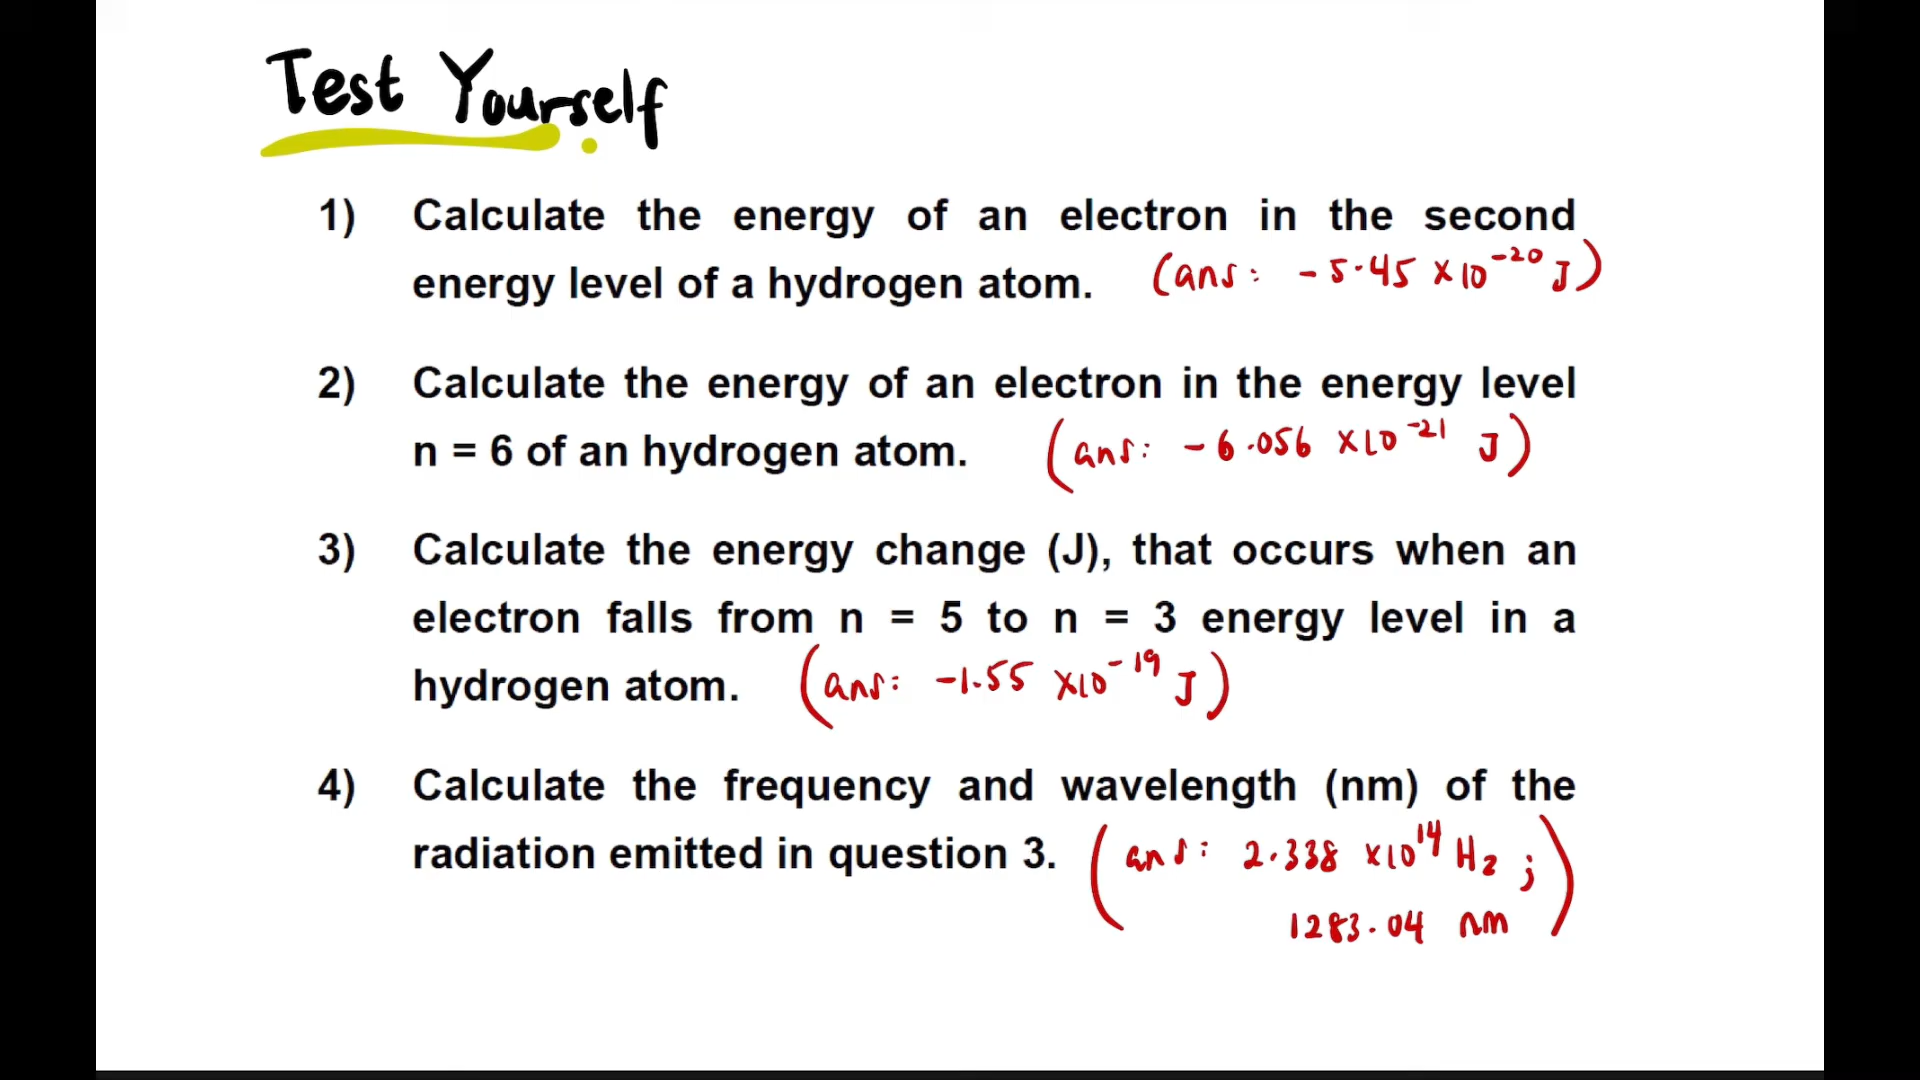 Test Yourself
1) Calculate the energy of an electron in the second
energy level of a hydrogen atom. (ans: -5.45 x10⁻²⁰ J)
2) Calculate the energy of an electron in the energy level
n = 6 of an hydrogen atom. (ans: -6.056 x10⁻²¹ J)
3) Calculate the energy change (J), that occurs when an
electron falls from n = 5 to n = 3 energy level in a
hydrogen atom. (ans: -1.55 x10⁻¹⁹ J)
4) Calculate the frequency and wavelength (nm) of the
radiation emitted in question 3. (ans: 2.338 x10¹⁴ Hz ;
1283.04 nm)